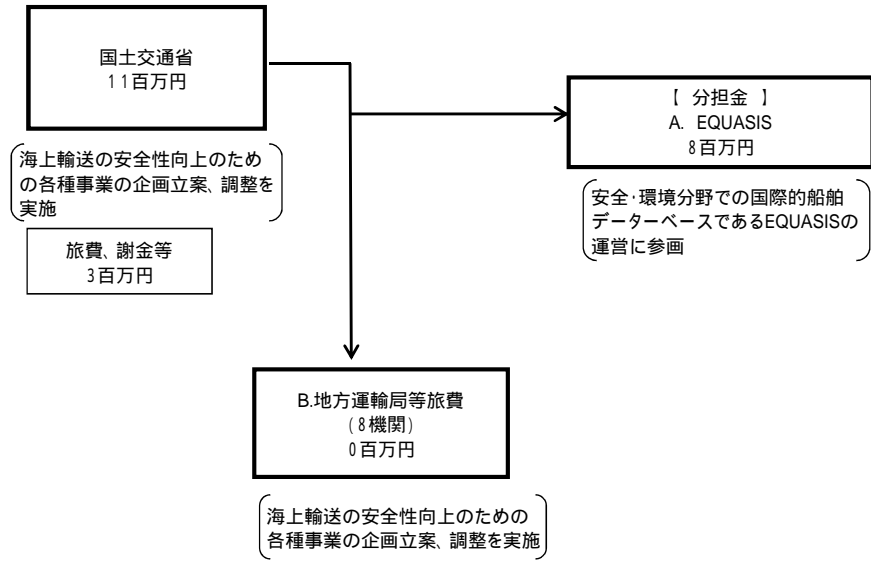 国土交通省
11百万円
海上輸送の安全性向上のため
の各種事業の企画立案、調整を
実施
旅費、謝金等
3百万円
【 分担金 】
A. EQUASIS
8百万円
安全・環境分野での国際的船舶
データーベースであるEQUASISの
運営に参画
B.地方運輸局等旅費
(8機関)
0百万円
海上輸送の安全性向上のための
各種事業の企画立案、調整を実施